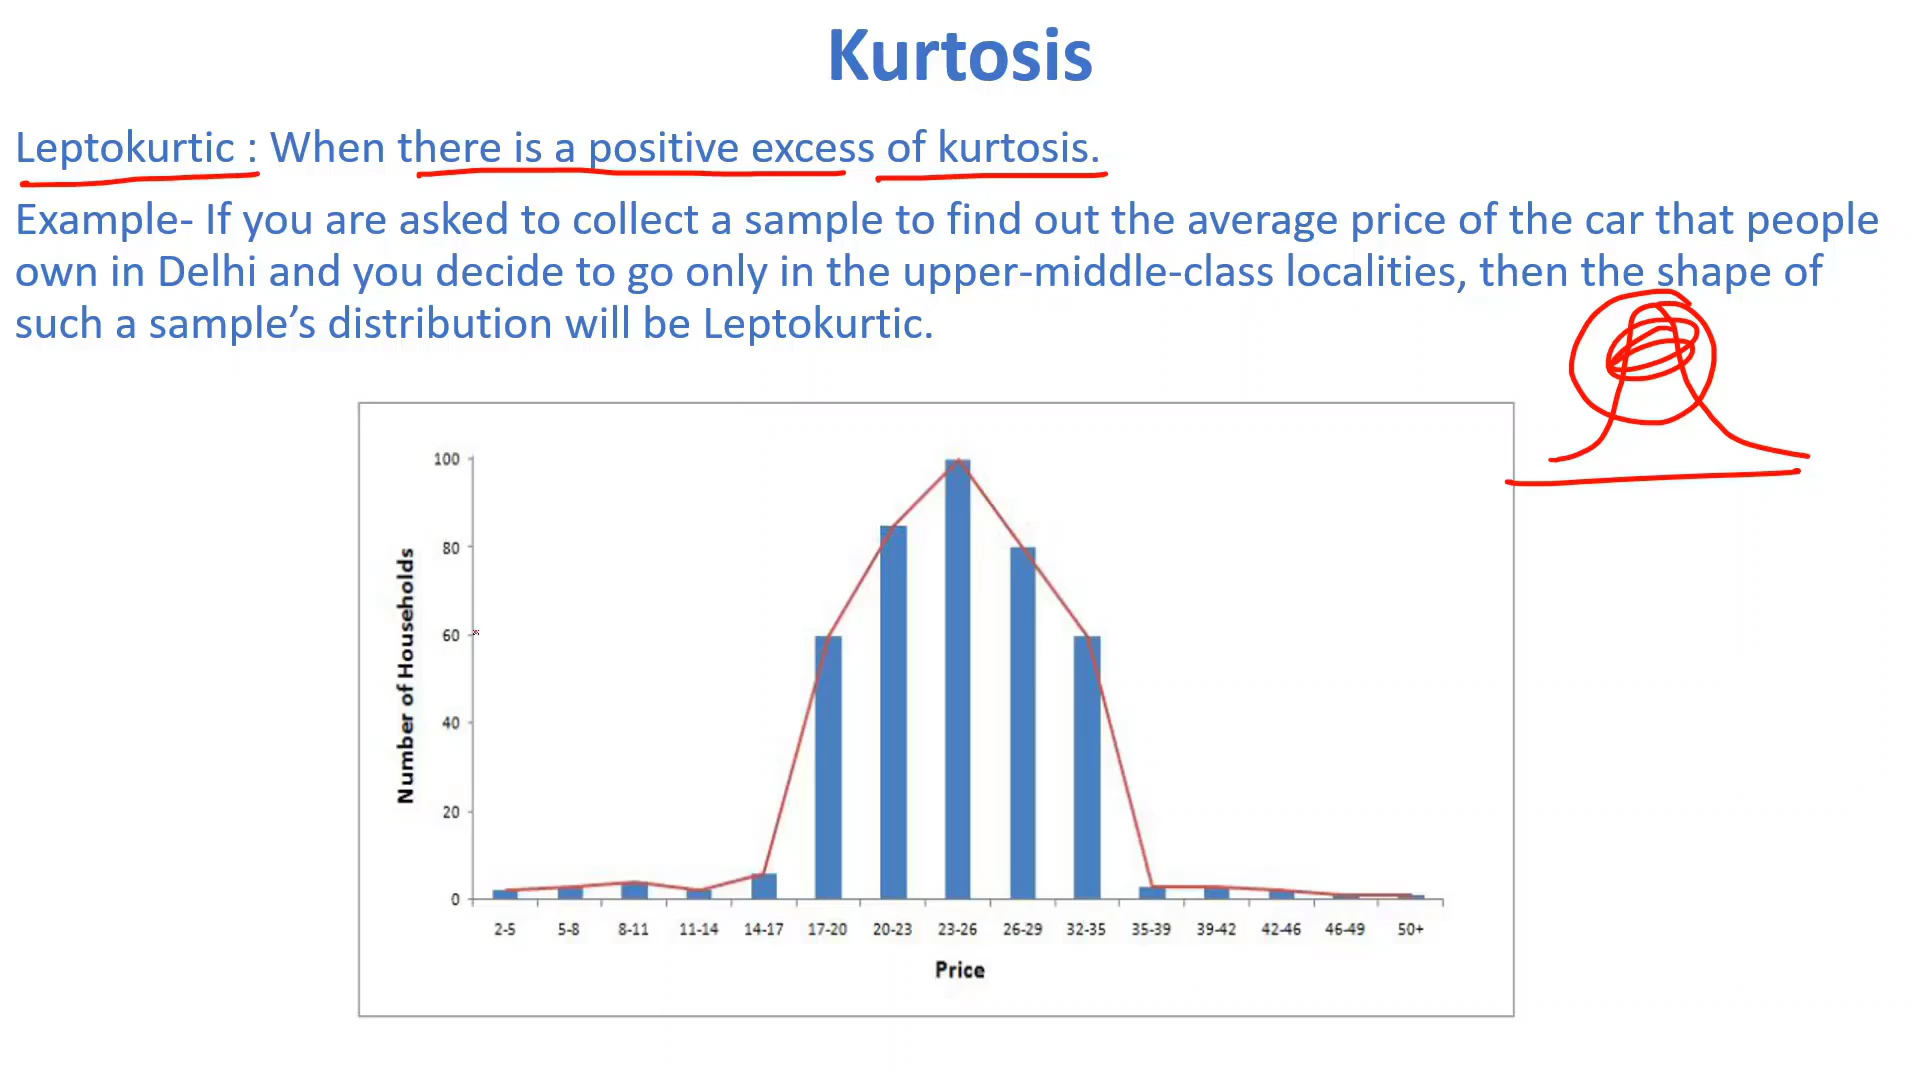 Kurtosis
Leptokurtic : When there is a positive excess of kurtosis.
Example- If you are asked to collect a sample to find out the average price of the car that people
own in Delhi and you decide to go only in the upper-middle-class localities, then the shape of
such a sample’s distribution will be Leptokurtic.
100
80
60
40
20
0
Number of Households
2-5 5-8 8-11 11-14 14-17 17-20 20-23 23-26 26-29 32-35 35-39 39-42 42-46 46-49 50+
Price